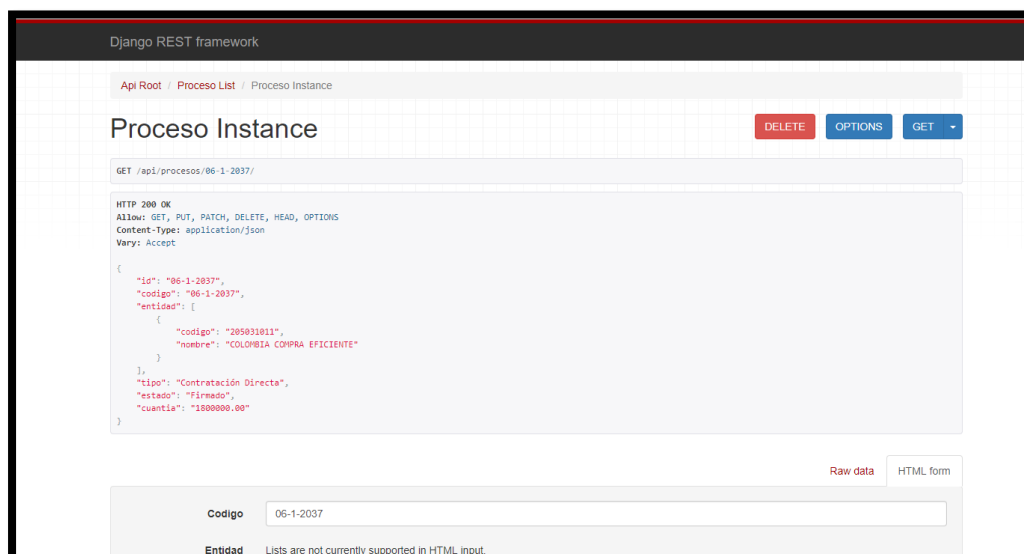 Django REST framework
Api Root / Proceso List / Proceso Instance
Proceso Instance
DELETE OPTIONS GET
GET /api/procesos/06-1-2037/
HTTP 200 OK
Allow: GET, PUT, PATCH, DELETE, HEAD, OPTIONS
Content-Type: application/json
Vary: Accept
{
"id": "06-1-2037",
"codigo": "06-1-2037",
"entidad": [
{
"codigo": "205031011",
"nombre": "COLOMBIA COMPRA EFICIENTE"
}
],
"tipo": "Contratación Directa",
"estado": "Firmado",
"cuantia": "1800000.00"
}
Raw data HTML form
Codigo 06-1-2037
Entidad Lists are not currently supported in HTML input.